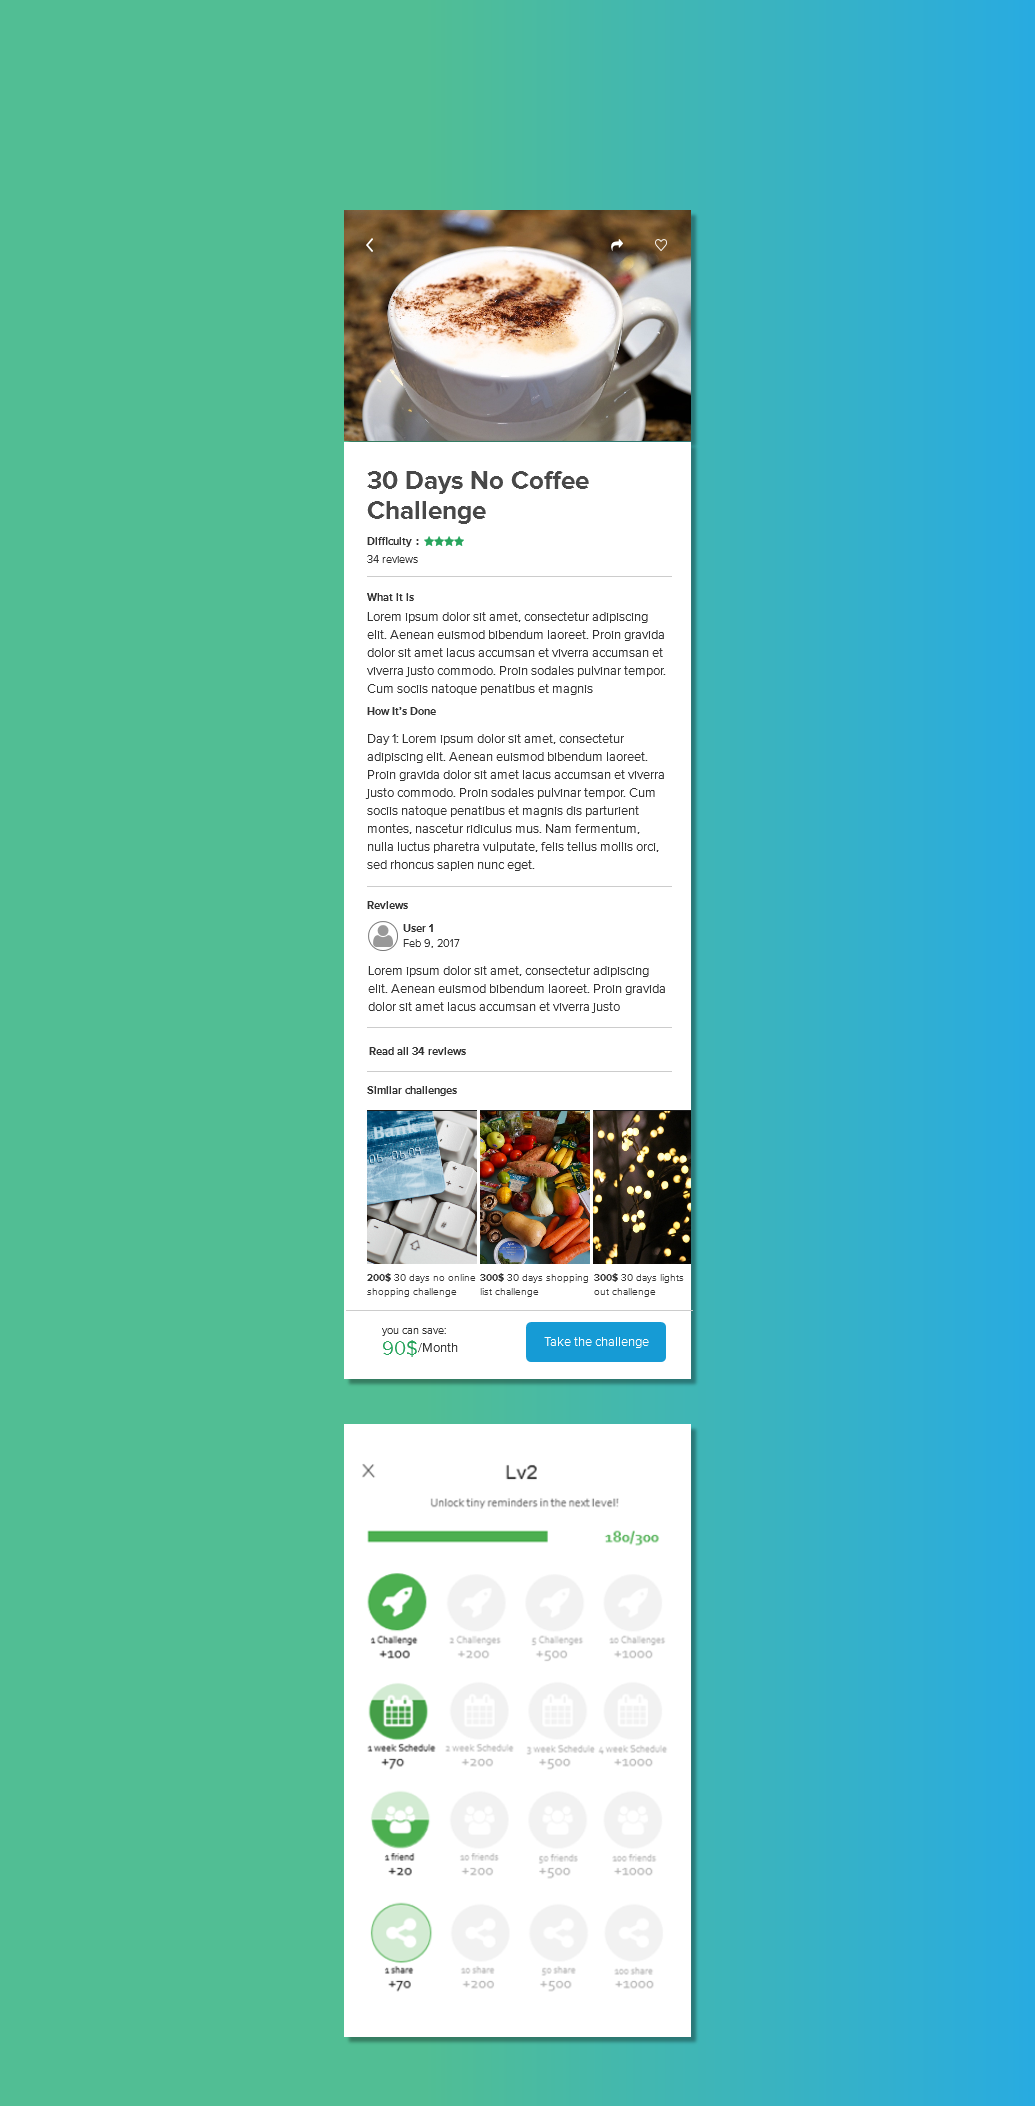 30 Days No Coffee
Challenge
Difficulty :
34 reviews
What It Is
Lorem ipsum dolor sit amet, consectetur adipiscing
elit. Aenean euismod bibendum laoreet. Proin gravida
dolor sit amet lacus accumsan et viverra accumsan et
viverra justo commodo. Proin sodales pulvinar tempor.
Cum sociis natoque penatibus et magnis
How It's Done
Day 1: Lorem ipsum dolor sit amet, consectetur
adipiscing elit. Aenean euismod bibendum laoreet.
Proin gravida dolor sit amet lacus accumsan et viverra
justo commodo. Proin sodales pulvinar tempor. Cum
sociis natoque penatibus et magnis dis parturient
montes, nascetur ridiculus mus. Nam fermentum,
nulla luctus pharetra vulputate, felis tellus mollis orci,
sed rhoncus sapien nunc eget.
Reviews
User 1
Feb 9, 2017
Lorem ipsum dolor sit amet, consectetur adipiscing
elit. Aenean euismod bibendum laoreet. Proin gravida
dolor sit amet lacus accumsan et viverra justo
Read all 34 reviews
Similar challenges
Bank
200$ 30 days no online
shopping challenge
300$ 30 days shopping
list challenge
300$ 30 days lights
out challenge
you can save:
90$/Month
Take the challenge
X
Lv2
Unlock tiny reminders in the next level!
180/300
1 Challenge
+100
2 Challenges
+200
5 Challenges
+500
10 Challenges
+1000
1 week Schedule
+70
2 week Schedule
+200
3 week Schedule
+500
4 week Schedule
+1000
1 friend
+20
10 friends
+200
50 friends
+500
100 friends
+1000
1 share
+70
10 share
+200
50 share
+500
100 share
+1000